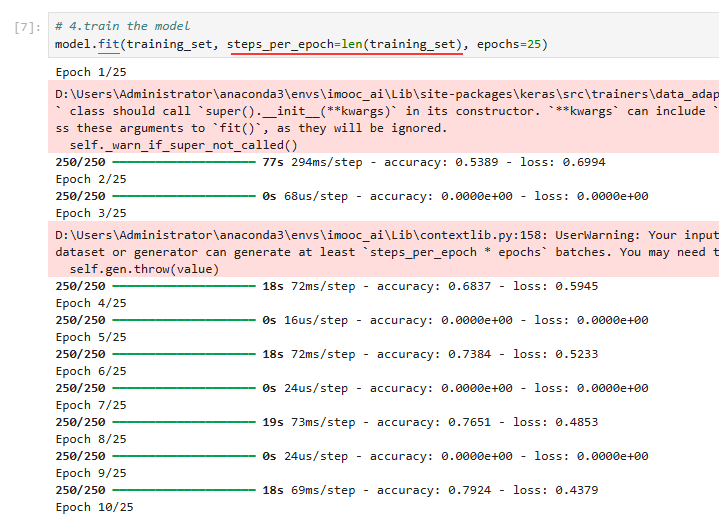 [7]: # 4.train the model
model.fit(training_set, steps_per_epoch=len(training_set), epochs=25)
Epoch 1/25
D:\Users\Administrator\anaconda3\envs\imooc_ai\Lib\site-packages\keras\src\trainers\data_adap
` class should call `super().__init__(**kwargs)` in its constructor. `**kwargs` can include `
ss these arguments to `fit()`, as they will be ignored.
self._warn_if_super_not_called()
250/250 77s 294ms/step - accuracy: 0.5389 - loss: 0.6994
Epoch 2/25
250/250 0s 68us/step - accuracy: 0.0000e+00 - loss: 0.0000e+00
Epoch 3/25
D:\Users\Administrator\anaconda3\envs\imooc_ai\Lib\contextlib.py:158: UserWarning: Your input
dataset or generator can generate at least `steps_per_epoch * epochs` batches. You may need t
self.gen.throw(value)
250/250 18s 72ms/step - accuracy: 0.6837 - loss: 0.5945
Epoch 4/25
250/250 0s 16us/step - accuracy: 0.0000e+00 - loss: 0.0000e+00
Epoch 5/25
250/250 18s 72ms/step - accuracy: 0.7384 - loss: 0.5233
Epoch 6/25
250/250 0s 24us/step - accuracy: 0.0000e+00 - loss: 0.0000e+00
Epoch 7/25
250/250 19s 73ms/step - accuracy: 0.7651 - loss: 0.4853
Epoch 8/25
250/250 0s 24us/step - accuracy: 0.0000e+00 - loss: 0.0000e+00
Epoch 9/25
250/250 18s 69ms/step - accuracy: 0.7924 - loss: 0.4379
Epoch 10/25